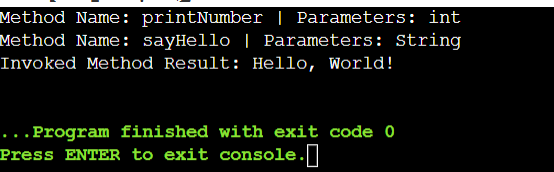 Method Name: printNumber | Parameters: int
Method Name: sayHello | Parameters: String
Invoked Method Result: Hello, World!
...Program finished with exit code 0
Press ENTER to exit console.